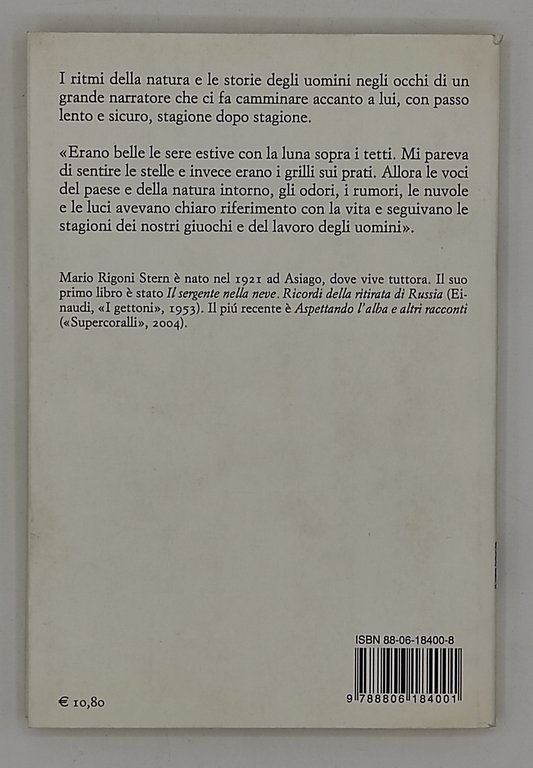 I ritmi della natura e le storie degli uomini negli occhi di un
grande narratore che ci fa camminare accanto a lui, con passo
lento e sicuro, stagione dopo stagione.
«Erano belle le sere estive con la luna sopra i tetti. Mi pareva
di sentire le stelle e invece erano i grilli sui prati. Allora le voci
del paese e della natura intorno, gli odori, i rumori, le nuvole
e le luci avevano chiaro riferimento con la vita e seguivano le
stagioni dei nostri giuochi e del lavoro degli uomini».
Mario Rigoni Stern è nato nel 1921 ad Asiago, dove vive tuttora. Il suo
primo libro è stato Il sergente nella neve. Ricordi della ritirata di Russia (Ei-
naudi, «I gettoni», 1953). Il piú recente è Aspettando l'alba e altri racconti
(«Supercoralli», 2004).
ISBN 88-06-18400-8
9 788806 184001
€ 10,80